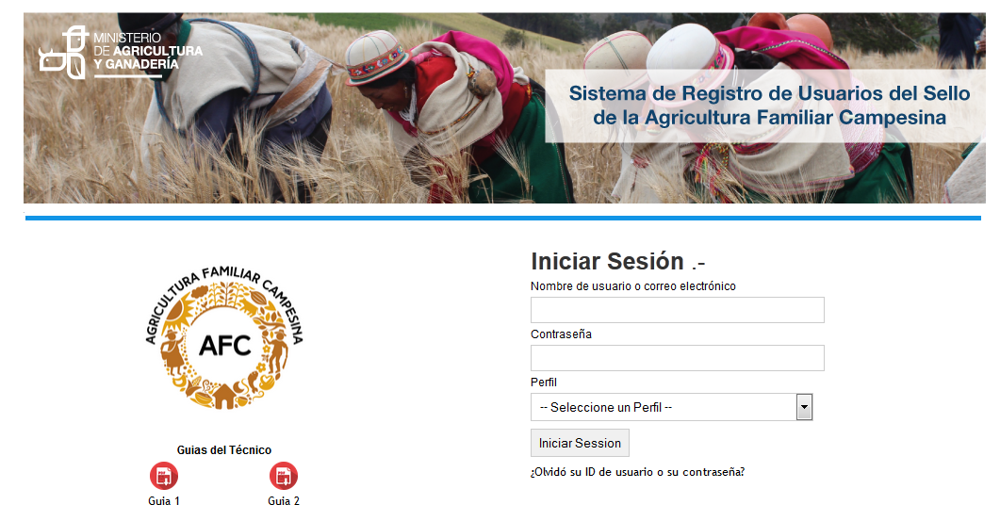 MINISTERIO
DE AGRICULTURA
Y GANADERÍA
Sistema de Registro de Usuarios del Sello
de la Agricultura Familiar Campesina
AGRICULTURA FAMILIAR CAMPESINA
AFC
Guias del Técnico
Guia 1
Guia 2
Iniciar Sesión .-
Nombre de usuario o correo electrónico
Contraseña
Perfil
-- Seleccione un Perfil --
Iniciar Session
¿Olvidó su ID de usuario o su contraseña?